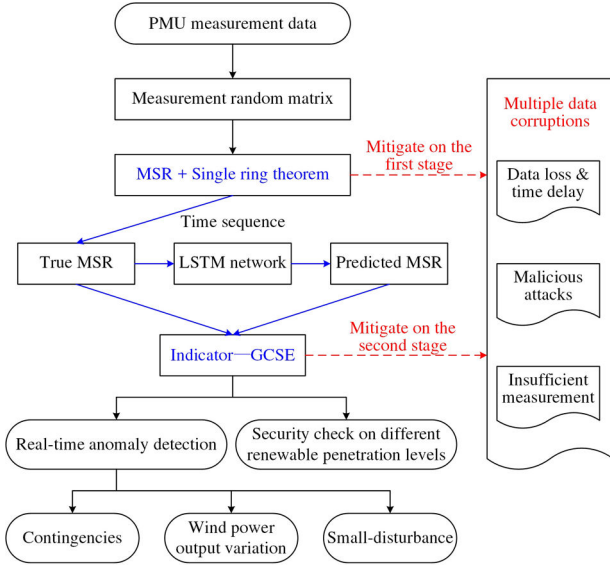 PMU measurement data
Measurement random matrix
MSR + Single ring theorem
Mitigate on the
first stage
Multiple data
corruptions
Data loss &
time delay
Time sequence
True MSR
LSTM network
Predicted MSR
Malicious
attacks
Indicator—GCSE
Mitigate on the
second stage
Insufficient
measurement
Real-time anomaly
detection
Security check on different
renewable penetration levels
Contingencies
Wind power
output variation
Small-disturbance